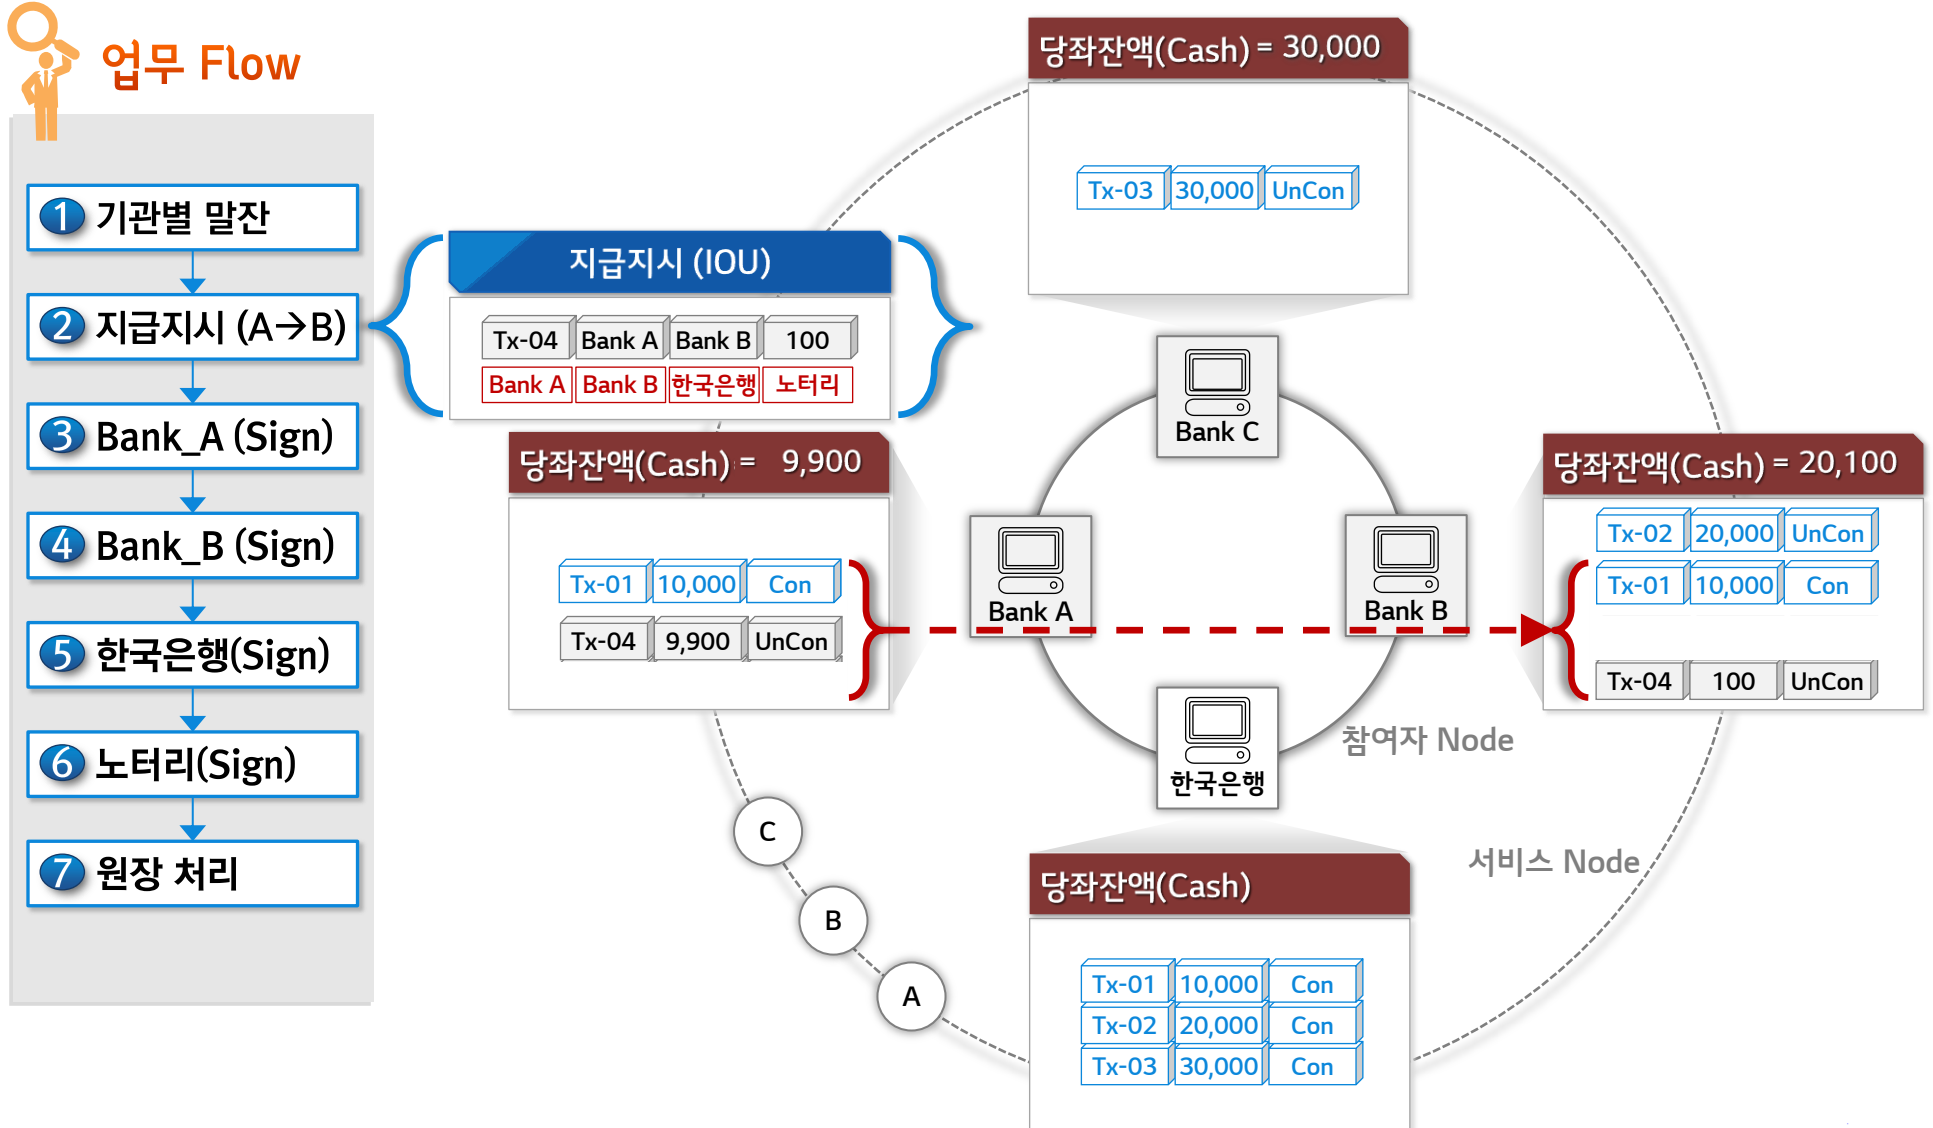 업무 Flow
1 기관별 말잔
2 지급지시 (A→B)
3 Bank_A (Sign)
4 Bank_B (Sign)
5 한국은행(Sign)
6 노터리(Sign)
7 원장 처리
지급지시 (IOU)
Tx-04 Bank A Bank B 100
Bank A Bank B 한국은행 노터리
당좌잔액(Cash) = 30,000
Tx-03 30,000 UnCon
Bank C
당좌잔액(Cash) = 9,900
Tx-01 10,000 Con
Tx-04 9,900 UnCon
Bank A
Bank B
당좌잔액(Cash) = 20,100
Tx-02 20,000 UnCon
Tx-01 10,000 Con
Tx-04 100 UnCon
한국은행
참여자 Node
서비스 Node
C
B
A
당좌잔액(Cash)
Tx-01 10,000 Con
Tx-02 20,000 Con
Tx-03 30,000 Con